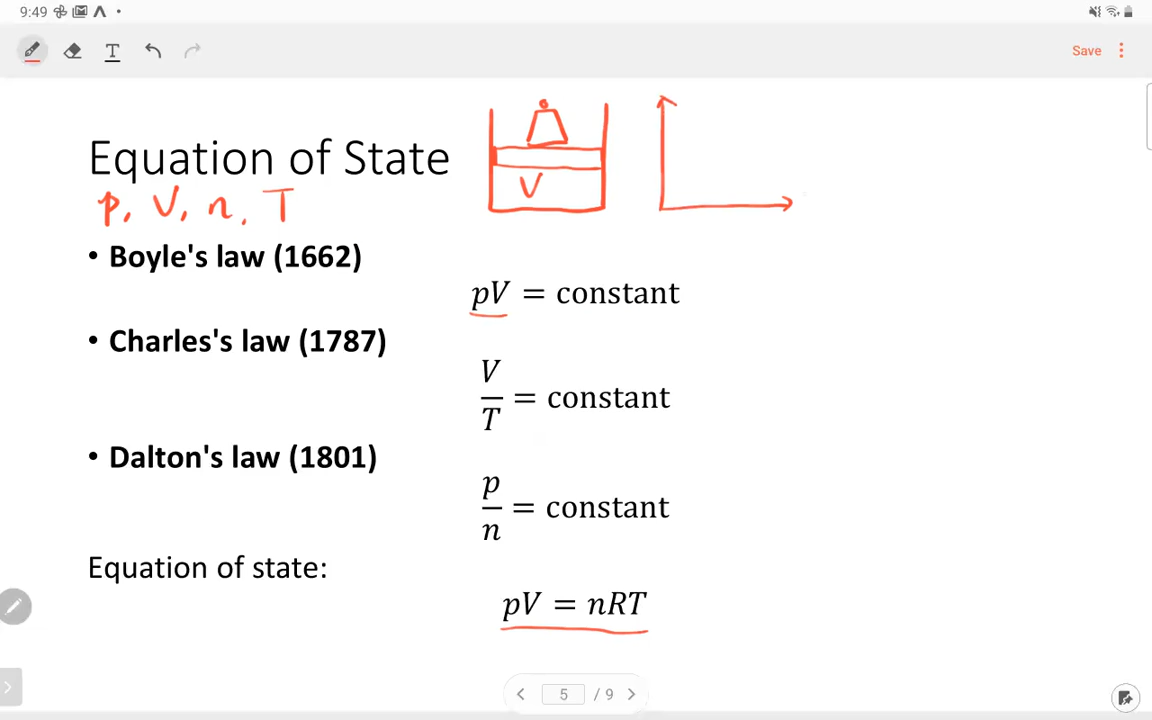 9:49
Save
Equation of State
p, V, n, T
V
• Boyle's law (1662)
pV = constant
• Charles's law (1787)
V/T = constant
• Dalton's law (1801)
p/n = constant
Equation of state:
pV = nRT
5 / 9